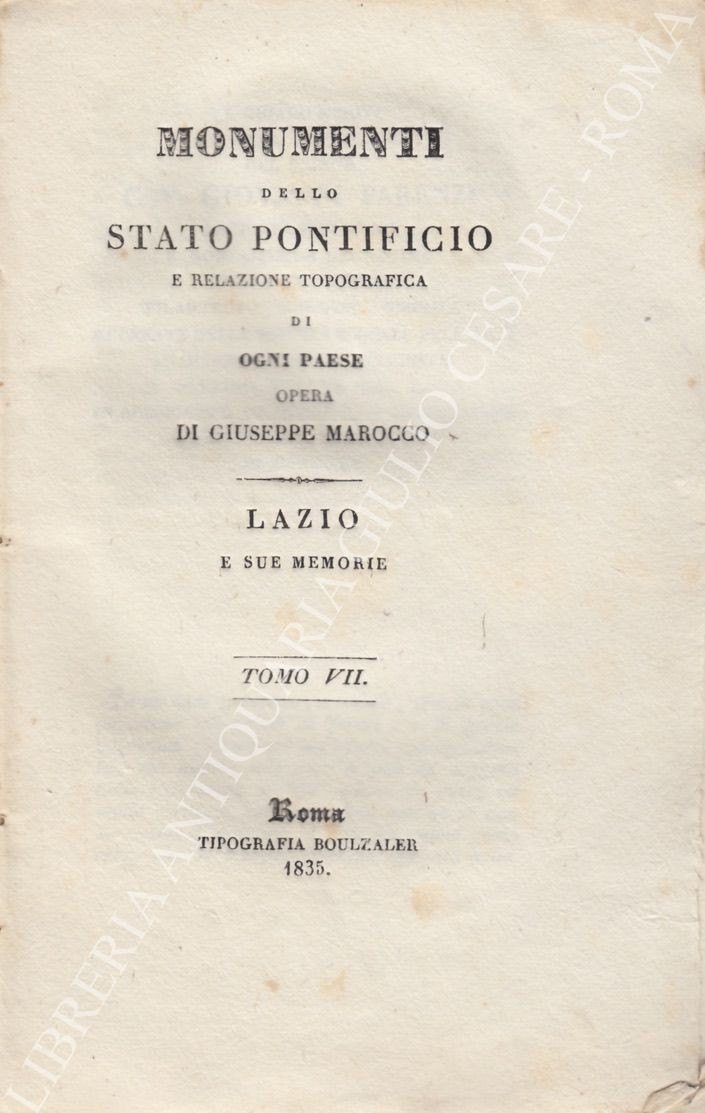 MONUMENTI
DELLO
STATO PONTIFICIO
E RELAZIONE TOPOGRAFICA
DI
OGNI PAESE
OPERA
DI GIUSEPPE MAROCCO
LAZIO
E SUE MEMORIE
TOMO VII.
Roma
TIPOGRAFIA BOULZALER
1835.
LIBRERIA ANTIQUARIA GIULIO CESARE - ROMA